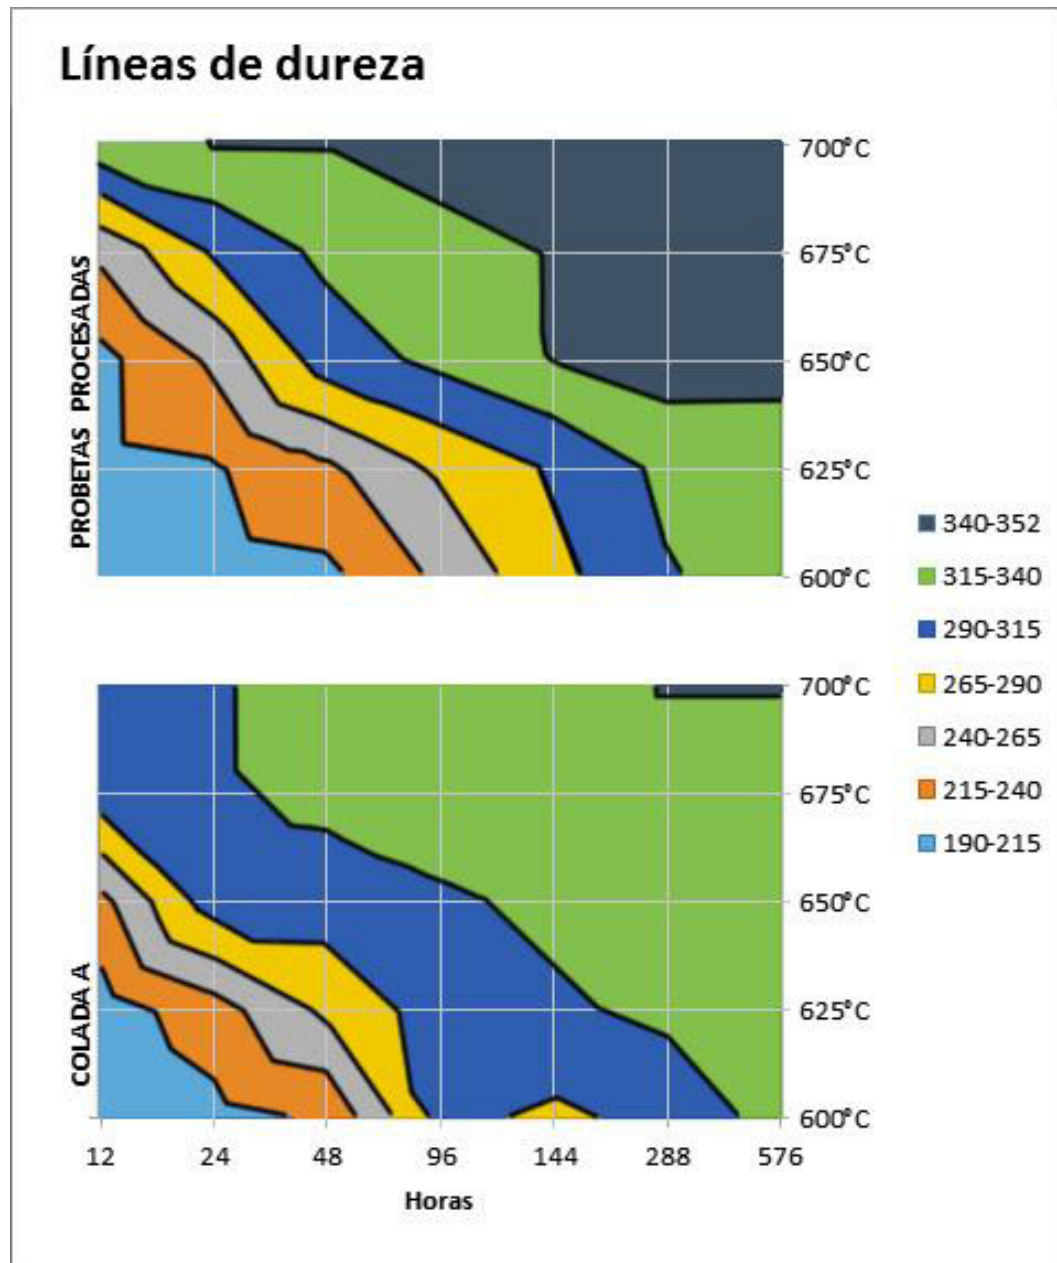 Líneas de dureza
PROBETAS PROCESADAS
700°C
675°C
650°C
625°C
600°C
340-352
315-340
290-315
265-290
240-265
215-240
190-215
COLADA A
700°C
675°C
650°C
625°C
600°C
12 24 48 96 144 288 576
Horas